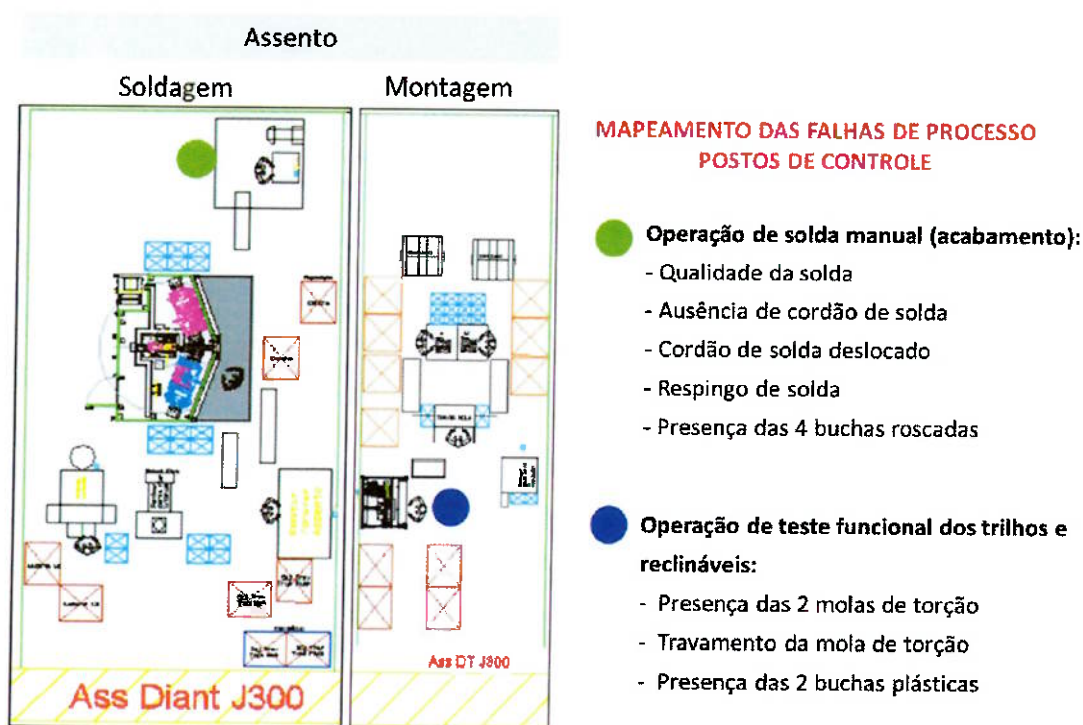 Assento
Soldagem
Montagem
Ass Diant J300
Ass DT J300
MAPEAMENTO DAS FALHAS DE PROCESSO
POSTOS DE CONTROLE
Operação de solda manual (acabamento):
- Qualidade da solda
- Ausência de cordão de solda
- Cordão de solda deslocado
- Respingo de solda
- Presença das 4 buchas roscadas
Operação de teste funcional dos trilhos e
reclináveis:
- Presença das 2 molas de torção
- Travamento da mola de torção
- Presença das 2 buchas plásticas